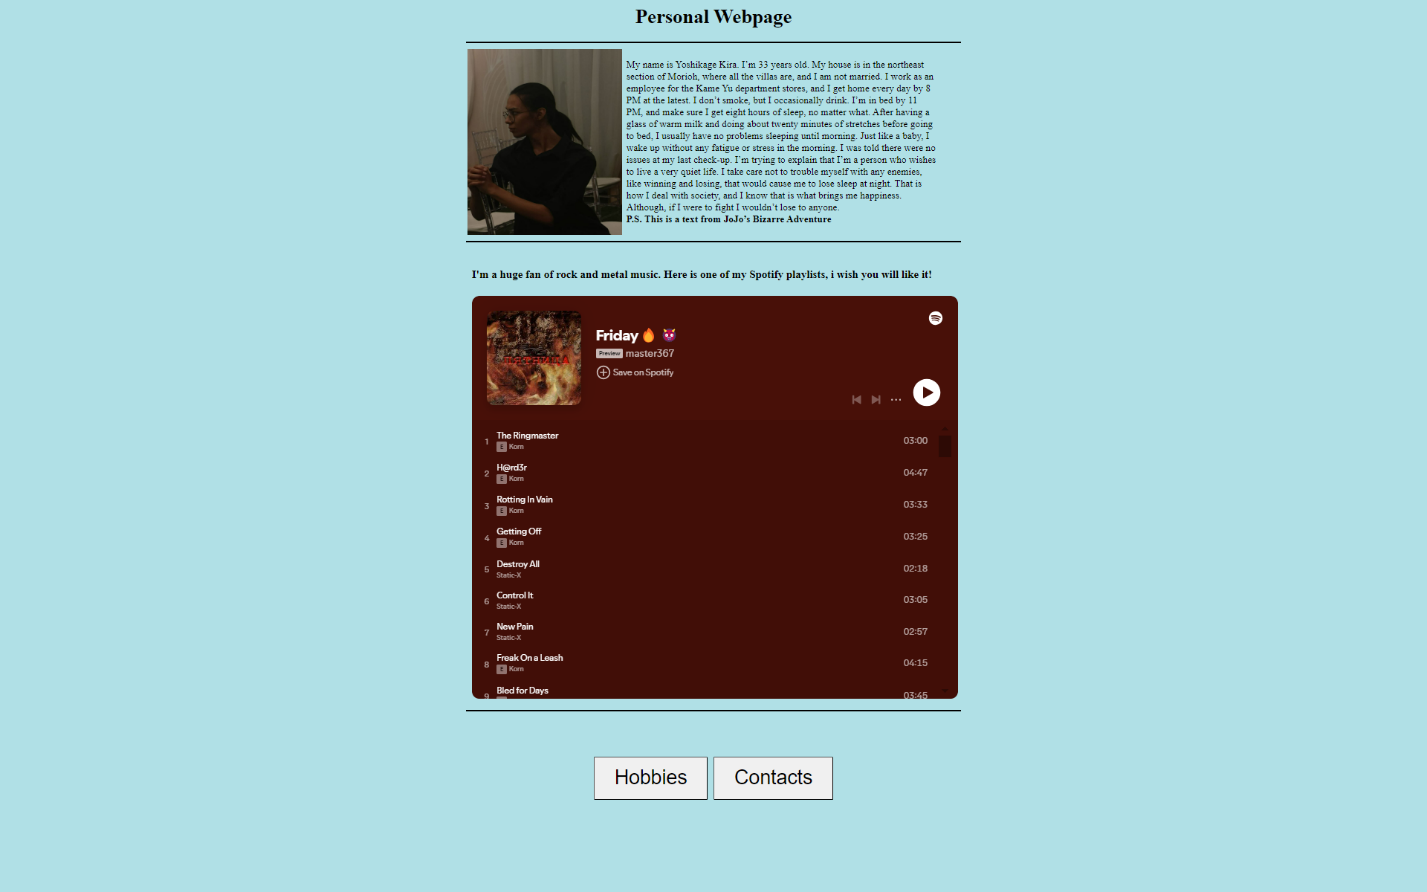 Personal Webpage
My name is Yoshikage Kira. I'm 33 years old. My house is in the northeast
section of Morioh, where all the villas are, and I am not married. I work as an
employee for the Kame Yu department stores, and I get home every day by 8
PM at the latest. I don't smoke, but I occasionally drink. I'm in bed by 11
PM, and make sure I get eight hours of sleep, no matter what. After having a
glass of warm milk and doing about twenty minutes of stretches before going
to bed, I usually have no problems sleeping until morning. Just like a baby, I
wake up without any fatigue or stress in the morning. I was told there were no
issues at my last check-up. I'm trying to explain that I'm a person who wishes
to live a very quiet life. I take care not to trouble myself with any enemies,
like winning and losing, that would cause me to lose sleep at night. That is
how I deal with society, and I know that is what brings me happiness.
Although, if I were to fight I wouldn't lose to anyone.
P.S. This is a text from JoJo's Bizarre Adventure
I'm a huge fan of rock and metal music. Here is one of my Spotify playlists, i wish you will like it!
Friday 🔥 😈
Preview master367
Save on Spotify
1 The Ringmaster 03:00
E Korn
2 H@rd3r 04:47
E Korn
3 Rotting In Vain 03:33
E Korn
4 Getting Off 03:25
E Korn
5 Destroy All 02:18
Static-X
6 Control It 03:05
Static-X
7 New Pain 02:57
Static-X
8 Freak On a Leash 04:15
E Korn
9 Bled for Days 03:45
Hobbies
Contacts